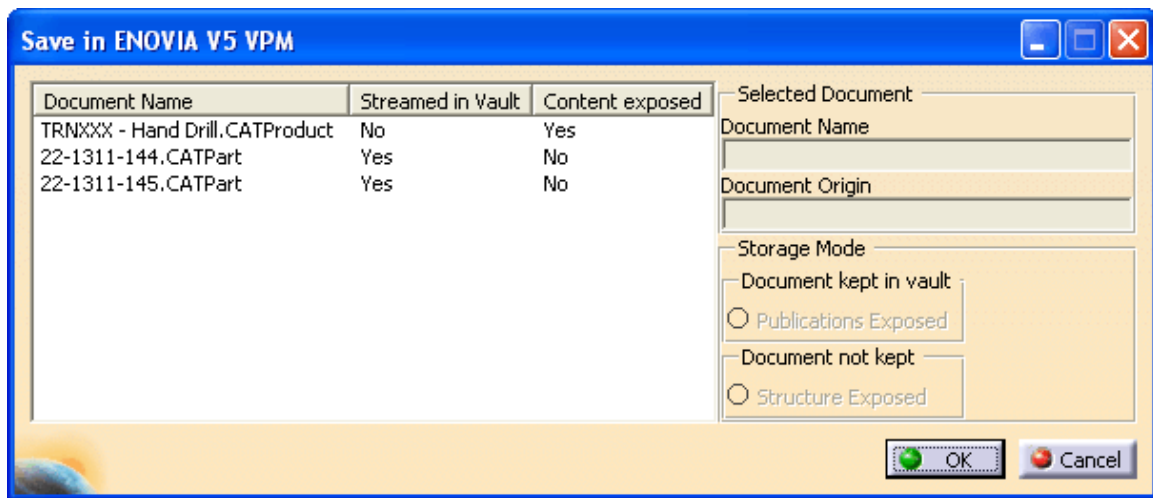 Save in ENOVIA V5 VPM
Document Name Streamed in Vault Content exposed
TRNXXX - Hand Drill.CATProduct No Yes
22-1311-144.CATPart Yes No
22-1311-145.CATPart Yes No
Selected Document
Document Name
Document Origin
Storage Mode
Document kept in vault
Publications Exposed
Document not kept
Structure Exposed
OK Cancel